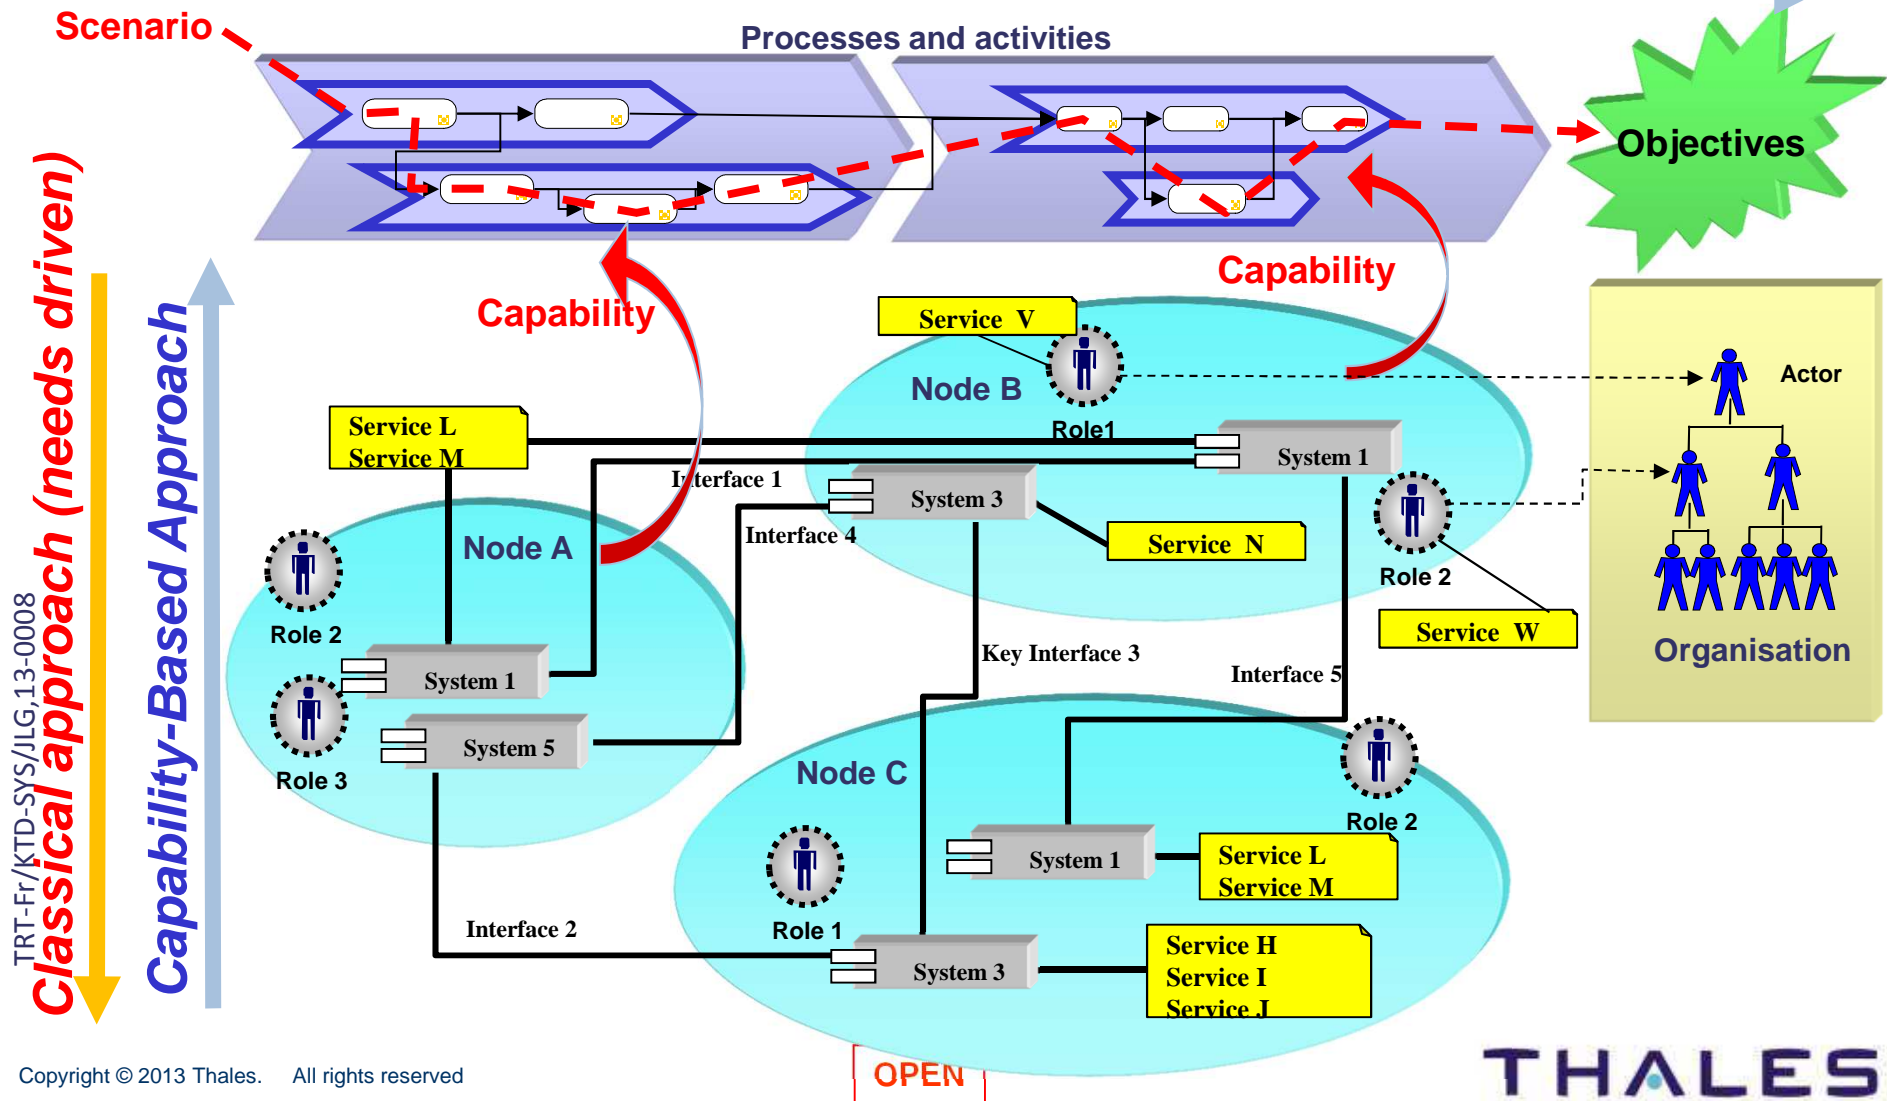 Scenario
Processes and activities
Objectives
Capability
Capability
Classical approach (needs driven)
Capability-Based Approach
TRT-Fr/KTD-SYS/JLG,13-0008
Service V
Node B
Role1
Actor
Service L
Service M
Interface 1
System 1
System 3
Interface 4
Node A
Service N
Role 2
Role 2
Service W
Organisation
Key Interface 3
Interface 5
System 1
System 5
Role 3
Node C
Role 2
System 1
Service L
Service M
Role 1
Interface 2
System 3
Service H
Service I
Service J
Copyright © 2013 Thales. All rights reserved
OPEN
THALES